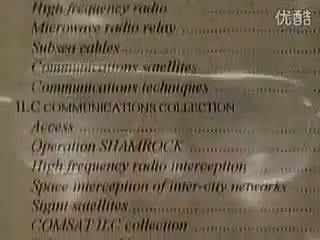 优酷
High frequency radio
Microwave radio relay
Subsea cables
Communications satellites
Communications techniques
11.C COMMUNICATIONS COLLECTION
Access
Operation SHAMROCK
High frequency radio interception
Space interception of inter-city networks
Sigint satellites
COMSAT ILC collection